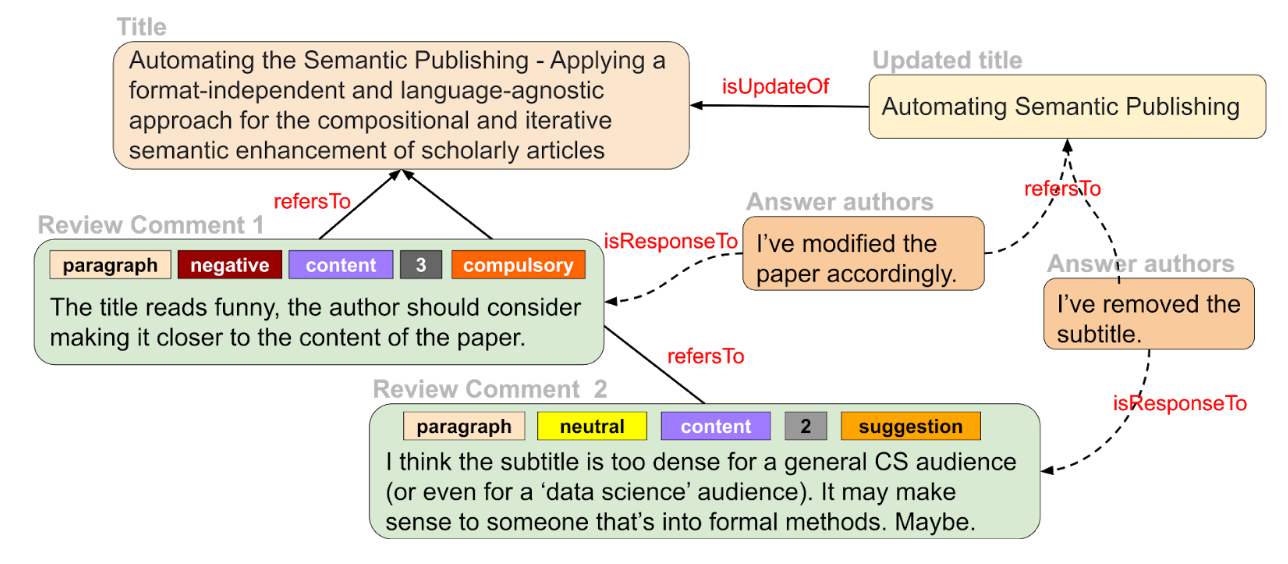 Title
Automating the Semantic Publishing - Applying a
format-independent and language-agnostic
approach for the compositional and iterative
semantic enhancement of scholarly articles
isUpdateOf
Updated title
Automating Semantic Publishing
refersTo
refersTo
Review Comment 1
paragraph negative content 3 compulsory
The title reads funny, the author should consider
making it closer to the content of the paper.
isResponseTo
Answer authors
I've modified the
paper accordingly.
Answer authors
I've removed the
subtitle.
refersTo
isResponseTo
Review Comment 2
paragraph neutral content 2 suggestion
I think the subtitle is too dense for a general CS audience
(or even for a ‘data science’ audience). It may make
sense to someone that’s into formal methods. Maybe.